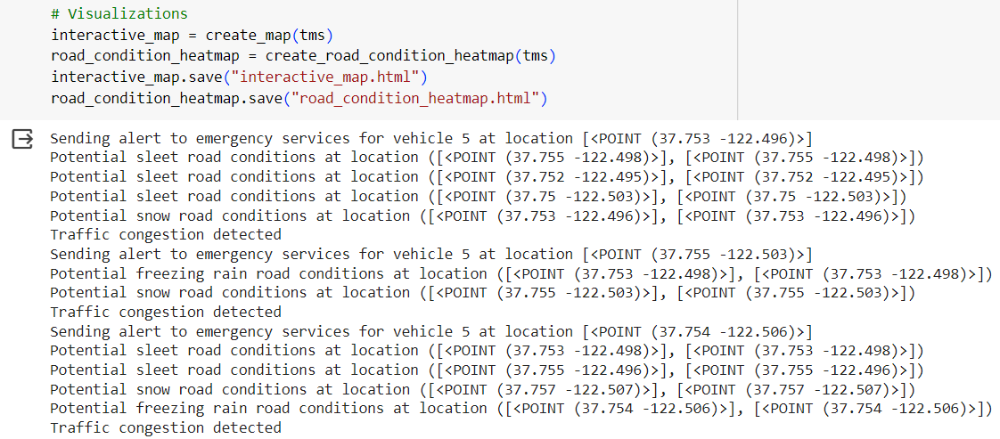 # Visualizations
interactive_map = create_map(tms)
road_condition_heatmap = create_road_condition_heatmap(tms)
interactive_map.save("interactive_map.html")
road_condition_heatmap.save("road_condition_heatmap.html")
Sending alert to emergency services for vehicle 5 at location [<POINT (37.753 -122.496)>]
Potential sleet road conditions at location ([<POINT (37.755 -122.498)>], [<POINT (37.755 -122.498)>])
Potential sleet road conditions at location ([<POINT (37.752 -122.495)>], [<POINT (37.752 -122.495)>])
Potential sleet road conditions at location ([<POINT (37.75 -122.503)>], [<POINT (37.75 -122.503)>])
Potential snow road conditions at location ([<POINT (37.753 -122.496)>], [<POINT (37.753 -122.496)>])
Traffic congestion detected
Sending alert to emergency services for vehicle 5 at location [<POINT (37.755 -122.503)>]
Potential freezing rain road conditions at location ([<POINT (37.753 -122.498)>], [<POINT (37.753 -122.498)>])
Potential snow road conditions at location ([<POINT (37.755 -122.503)>], [<POINT (37.755 -122.503)>])
Traffic congestion detected
Sending alert to emergency services for vehicle 5 at location [<POINT (37.754 -122.506)>]
Potential sleet road conditions at location ([<POINT (37.753 -122.498)>], [<POINT (37.753 -122.498)>])
Potential sleet road conditions at location ([<POINT (37.755 -122.496)>], [<POINT (37.755 -122.496)>])
Potential snow road conditions at location ([<POINT (37.757 -122.507)>], [<POINT (37.757 -122.507)>])
Potential freezing rain road conditions at location ([<POINT (37.754 -122.506)>], [<POINT (37.754 -122.506)>])
Traffic congestion detected